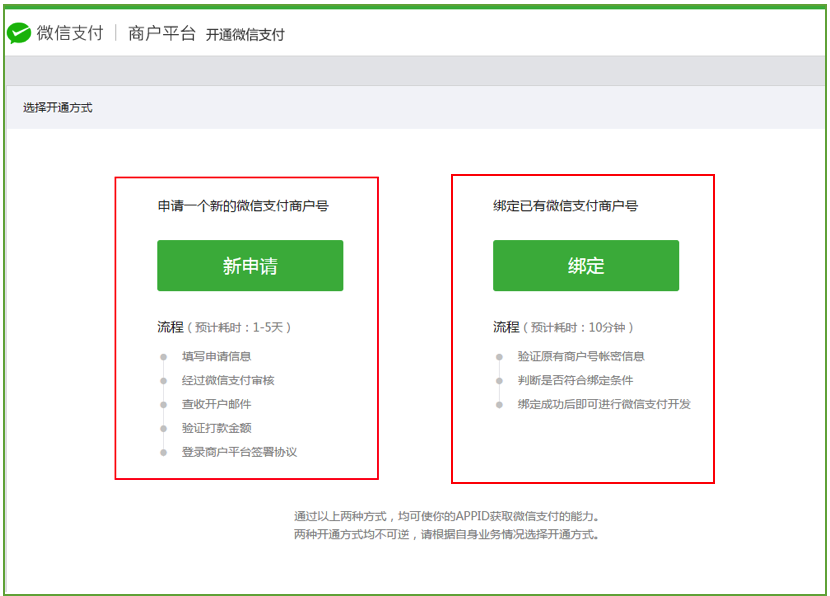 微信支付 商户平台 开通微信支付
选择开通方式
申请一个新的微信支付商户号
新申请
流程（预计耗时：1-5天）
填写申请信息
经过微信支付审核
查收开户邮件
验证打款金额
登录商户平台签署协议
绑定已有微信支付商户号
绑定
流程（预计耗时：10分钟）
验证原有商户号帐密信息
判断是否符合绑定条件
绑定成功后即可进行微信支付开发
通过以上两种方式，均可使你的APPID获取微信支付的能力。
两种开通方式均不可逆，请根据自身业务情况选择开通方式。